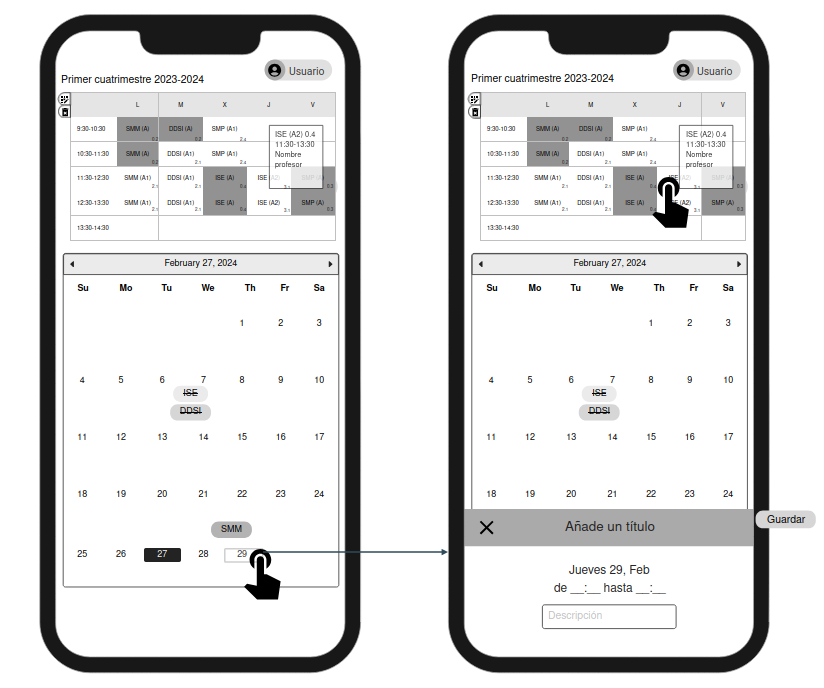 Usuario
Primer cuatrimestre 2023-2024
L M X J V
9:30-10:30 SMM (A) 0.2 DDSI (A) 0.2 SMP (A1) 2.4
ISE (A2) 0.4
11:30-13:30
Nombre
profesor
10:30-11:30 SMM (A) 0.2 DDSI (A1) 2.1 SMP (A1) 2.4
11:30-12:30 SMM (A1) 2.1 DDSI (A1) 2.1 ISE (A) 0.4 ISE (A2) 3.1 SMP (A) 0.2
12:30-13:30 SMM (A1) 2.1 DDSI (A1) 2.1 ISE (A) 0.4 ISE (A2) 3.1 SMP (A) 0.2
13:30-14:30
February 27, 2024
Su Mo Tu We Th Fr Sa
1 2 3
4 5 6 7 8 9 10
ISE
DDSI
11 12 13 14 15 16 17
18 19 20 21 22 23 24
SMM
25 26 27 28 29
Usuario
Primer cuatrimestre 2023-2024
L M X J V
9:30-10:30 SMM (A) 0.2 DDSI (A) 0.2 SMP (A1) 2.4
ISE (A2) 0.4
11:30-13:30
Nombre
profesor
10:30-11:30 SMM (A) 0.2 DDSI (A1) 2.1 SMP (A1) 2.4
11:30-12:30 SMM (A1) 2.1 DDSI (A1) 2.1 ISE (A) 0.4 3.1 SMP (A) 0.2
12:30-13:30 SMM (A1) 2.1 DDSI (A1) 2.1 ISE (A) (A2) 3.1 SMP (A) 0.2
13:30-14:30
February 27, 2024
Su Mo Tu We Th Fr Sa
1 2 3
4 5 6 7 8 9 10
ISE
DDSI
11 12 13 14 15 16 17
18 19 20 21 22 23 24
Añade un título
Guardar
Jueves 29, Feb
de __:__ hasta __:__
Descripción